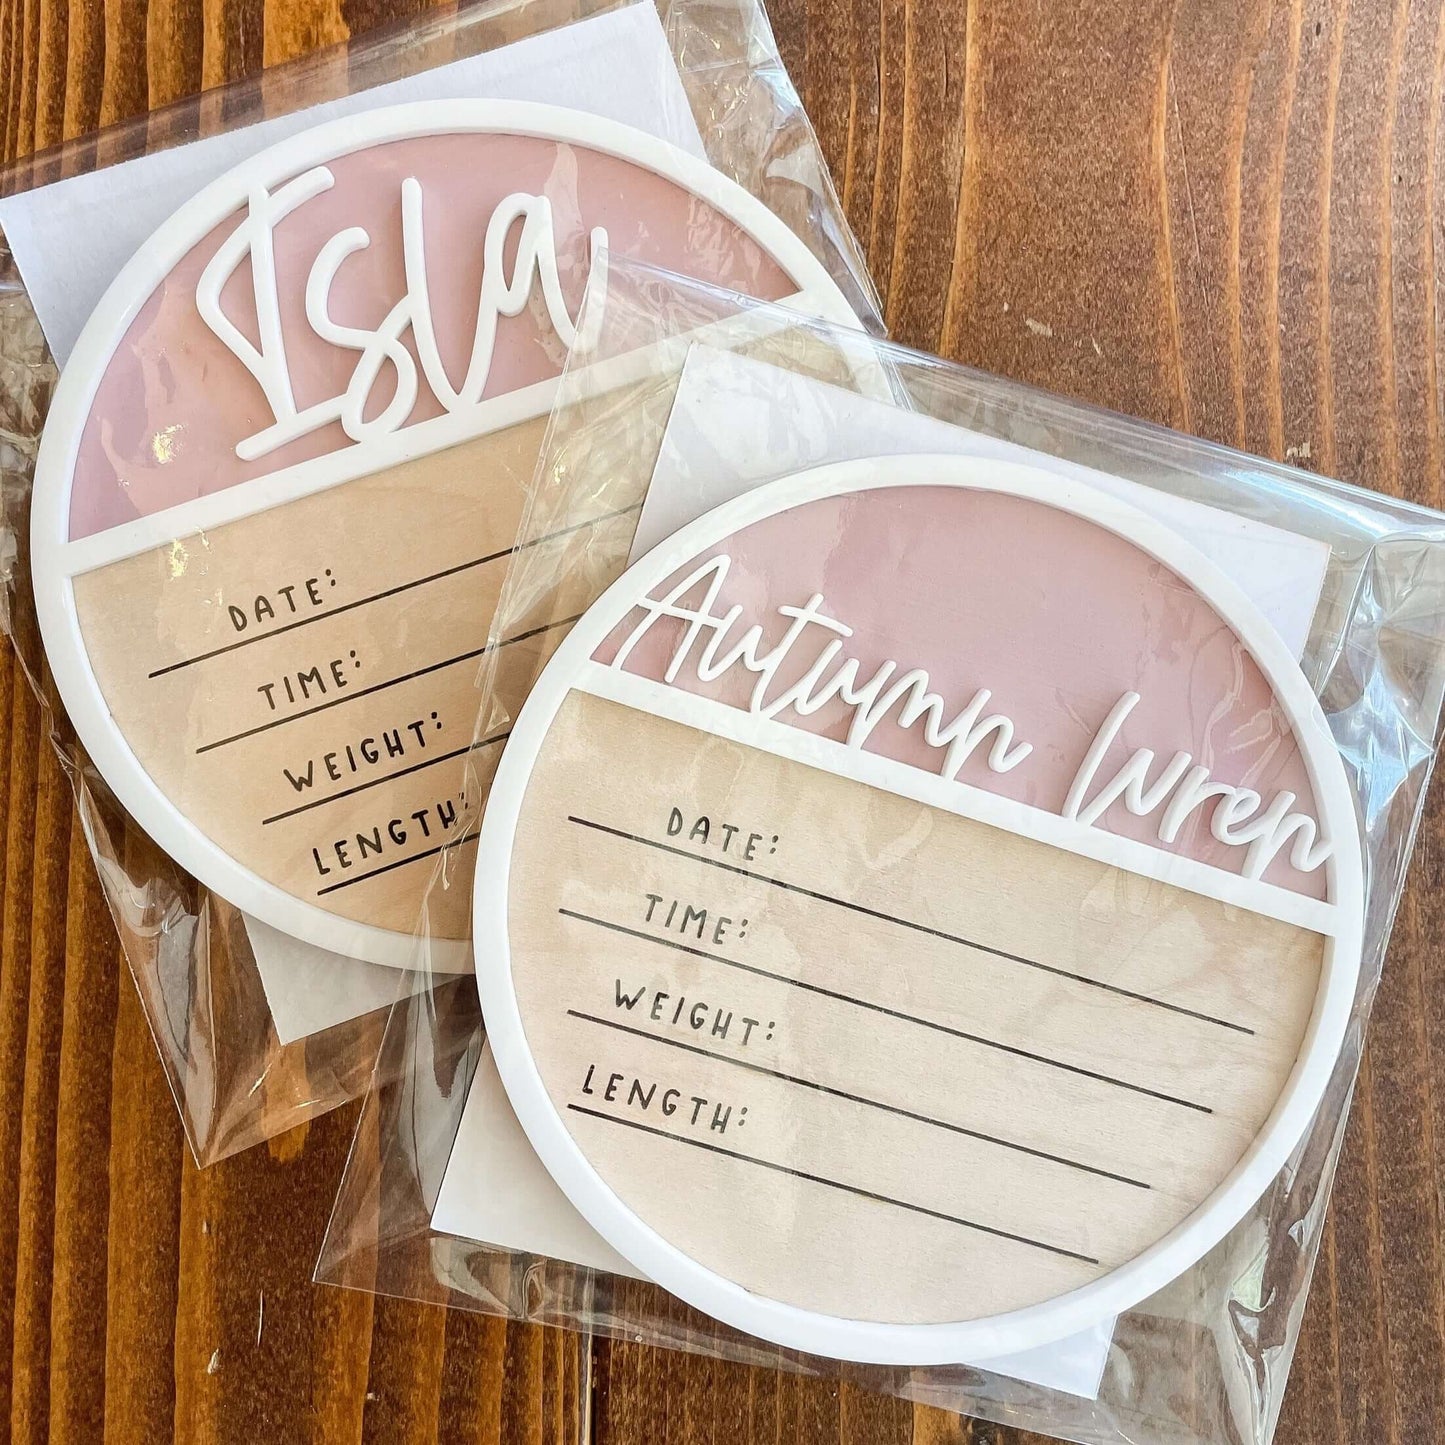 Isla
DATE:
TIME:
WEIGHT:
LENGTH:
Autumn Wren
DATE:
TIME:
WEIGHT:
LENGTH: